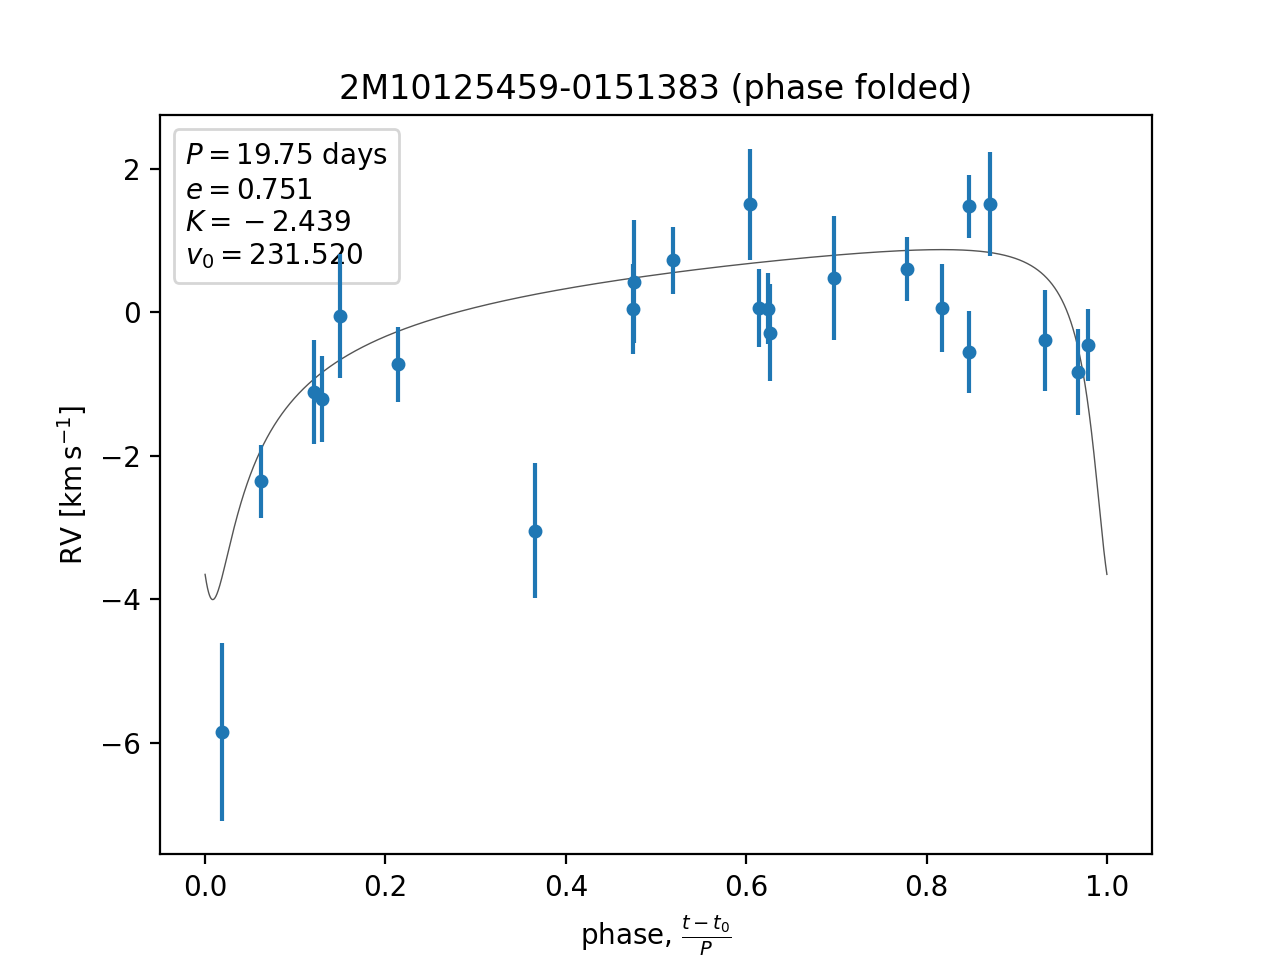 2M10125459-0151383 (phase folded)
P = 19.75 days
e = 0.751
K = −2.439
v₀ = 231.520
2
0
−2
−4
−6
RV [km s⁻¹]
0.0 0.2 0.4 0.6 0.8 1.0
phase, (t − t₀)/P